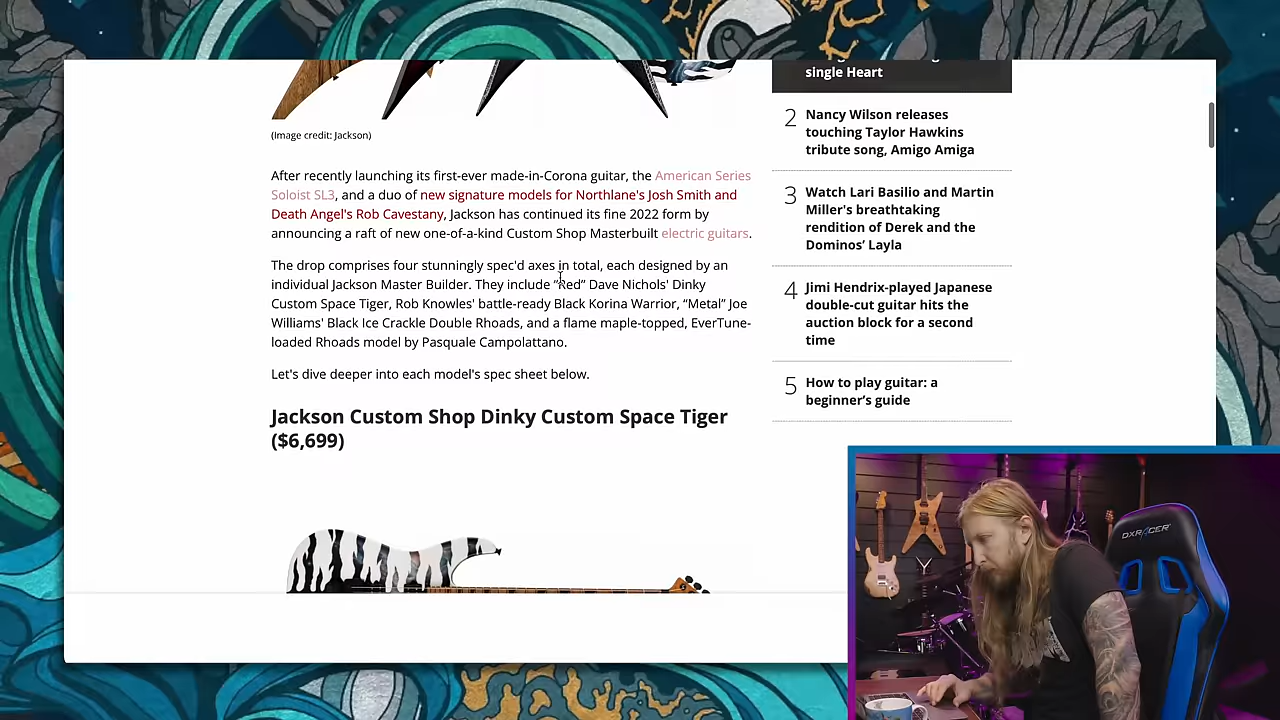 (Image credit: Jackson)
After recently launching its first-ever made-in-Corona guitar, the American Series
Soloist SL3, and a duo of new signature models for Northlane's Josh Smith and
Death Angel's Rob Cavestany, Jackson has continued its fine 2022 form by
announcing a raft of new one-of-a-kind Custom Shop Masterbuilt electric guitars.
The drop comprises four stunningly spec'd axes in total, each designed by an
individual Jackson Master Builder. They include “Red” Dave Nichols' Dinky
Custom Space Tiger, Rob Knowles' battle-ready Black Korina Warrior, “Metal” Joe
Williams' Black Ice Crackle Double Rhoads, and a flame maple-topped, EverTune-
loaded Rhoads model by Pasquale Campolattano.
Let's dive deeper into each model's spec sheet below.
Jackson Custom Shop Dinky Custom Space Tiger
($6,699)
single Heart
2
Nancy Wilson releases
touching Taylor Hawkins
tribute song, Amigo Amiga
3
Watch Lari Basilio and Martin
Miller's breathtaking
rendition of Derek and the
Dominos’ Layla
4
Jimi Hendrix-played Japanese
double-cut guitar hits the
auction block for a second
time
5
How to play guitar: a
beginner’s guide
DXRACER